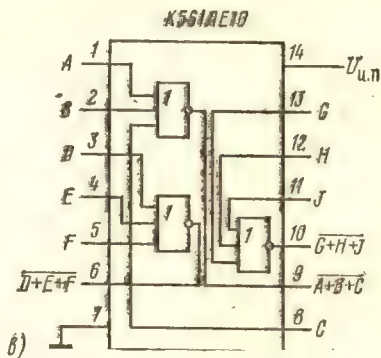 К561ЛЕ10
A 1
B 2
D 3
E 4
F 5
D+E+F 6
7
1
1
1
14 Uи.п
13 G
12 H
11 J
10 G+H+J
9 A+B+C
8 C
в)